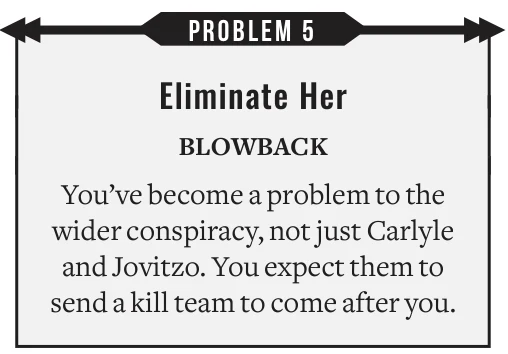 PROBLEM 5
Eliminate Her
BLOWBACK
You’ve become a problem to the
wider conspiracy, not just Carlyle
and Jovitzo. You expect them to
send a kill team to come after you.